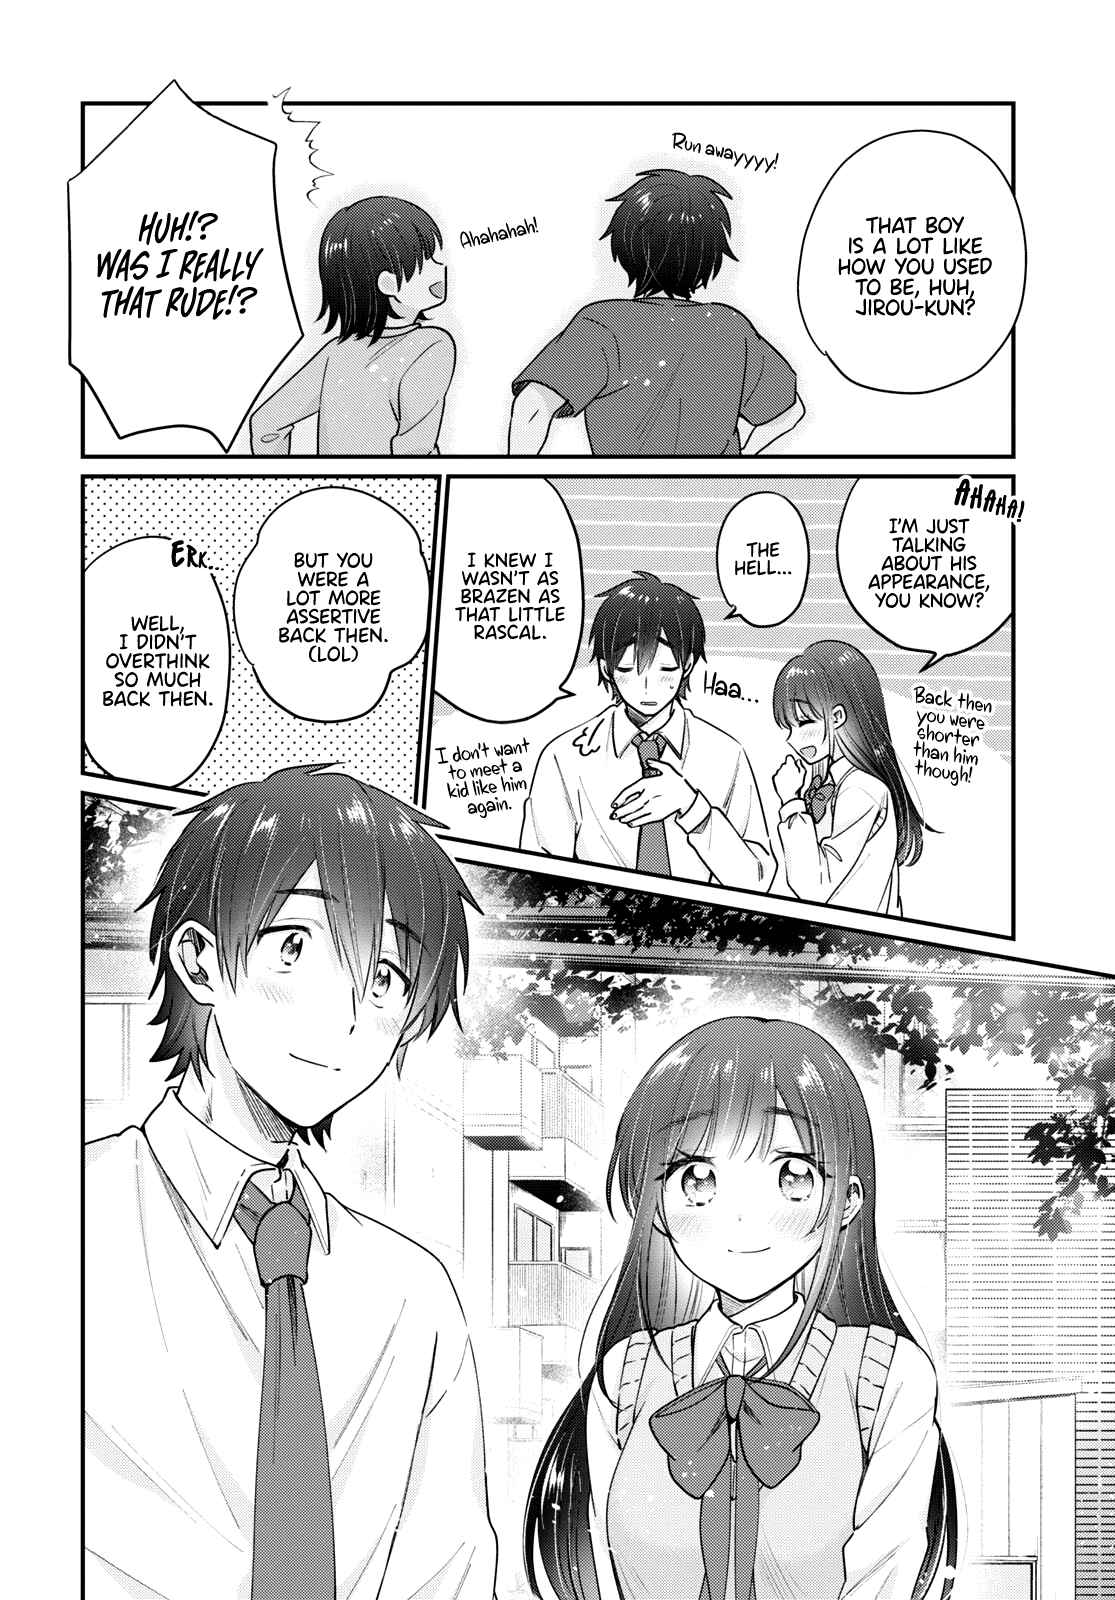 THAT BOY
IS A LOT LIKE
HOW YOU USED
TO BE, HUH,
JIROU-KUN?
Run awayyyy!
Ahahahah!
HUH!?
WAS I REALLY
THAT RUDE!?
AHAHA!
I'M JUST
TALKING
ABOUT HIS
APPEARANCE,
YOU KNOW?
Back then
you were
shorter
than him
though!
THE
HELL...
Haa...
I KNEW I
WASN'T AS
BRAZEN AS
THAT LITTLE
RASCAL.
I don't want
to meet a
kid like him
again.
BUT YOU
WERE A
LOT MORE
ASSERTIVE
BACK THEN.
(LOL)
ERK...
WELL,
I DIDN'T
OVERTHINK
SO MUCH
BACK THEN.